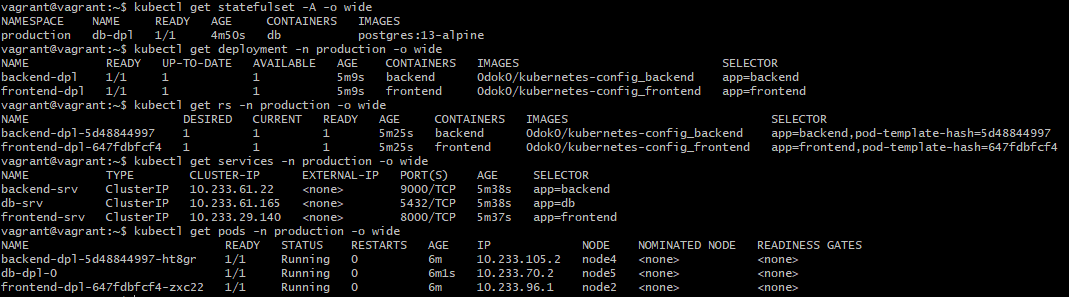 vagrant@vagrant:~$ kubectl get statefulset -A -o wide
NAMESPACE NAME READY AGE CONTAINERS IMAGES
production db-dpl 1/1 4m50s db postgres:13-alpine
vagrant@vagrant:~$ kubectl get deployment -n production -o wide
NAME READY UP-TO-DATE AVAILABLE AGE CONTAINERS IMAGES SELECTOR
backend-dpl 1/1 1 1 5m9s backend 0dok0/kubernetes-config_backend app=backend
frontend-dpl 1/1 1 1 5m9s frontend 0dok0/kubernetes-config_frontend app=frontend
vagrant@vagrant:~$ kubectl get rs -n production -o wide
NAME DESIRED CURRENT READY AGE CONTAINERS IMAGES SELECTOR
backend-dpl-5d48844997 1 1 1 5m25s backend 0dok0/kubernetes-config_backend app=backend,pod-template-hash=5d48844997
frontend-dpl-647fdbfcf4 1 1 1 5m25s frontend 0dok0/kubernetes-config_frontend app=frontend,pod-template-hash=647fdbfcf4
vagrant@vagrant:~$ kubectl get services -n production -o wide
NAME TYPE CLUSTER-IP EXTERNAL-IP PORT(S) AGE SELECTOR
backend-srv ClusterIP 10.233.61.22 <none> 9000/TCP 5m38s app=backend
db-srv ClusterIP 10.233.61.165 <none> 5432/TCP 5m38s app=db
frontend-srv ClusterIP 10.233.29.140 <none> 8000/TCP 5m37s app=frontend
vagrant@vagrant:~$ kubectl get pods -n production -o wide
NAME READY STATUS RESTARTS AGE IP NODE NOMINATED NODE READINESS GATES
backend-dpl-5d48844997-ht8gr 1/1 Running 0 6m 10.233.105.2 node4 <none> <none>
db-dpl-0 1/1 Running 0 6m1s 10.233.70.2 node5 <none> <none>
frontend-dpl-647fdbfcf4-zxc22 1/1 Running 0 6m 10.233.96.1 node2 <none> <none>